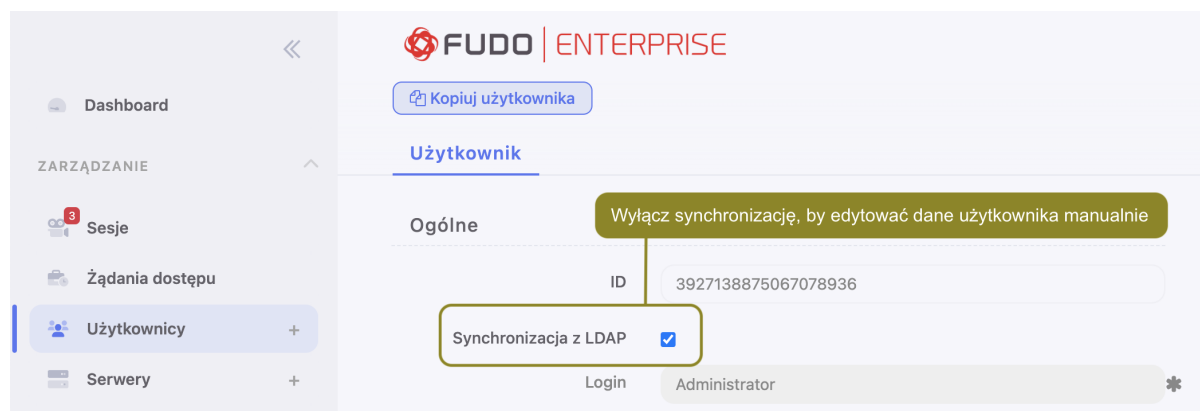 FUDO ENTERPRISE
Kopiuj użytkownika
Dashboard
Użytkownik
ZARZĄDZANIE
Wyłącz synchronizację, by edytować dane użytkownika manualnie
Ogólne
3
Sesje
Żądania dostępu
ID
3927138875067078936
Użytkownicy +
Synchronizacja z LDAP
Serwery +
Login
Administrator